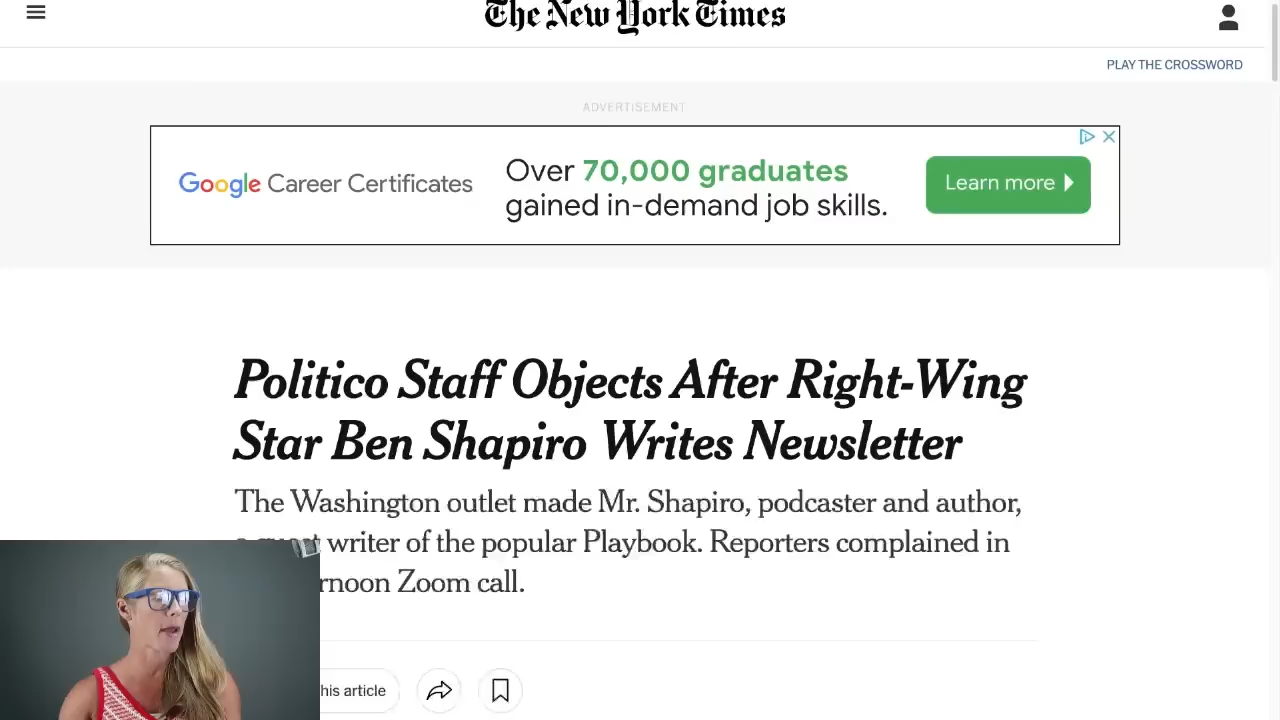 The New York Times
PLAY THE CROSSWORD
ADVERTISEMENT
Google Career Certificates
Over 70,000 graduates
gained in-demand job skills.
Learn more
Politico Staff Objects After Right-Wing
Star Ben Shapiro Writes Newsletter
The Washington outlet made Mr. Shapiro, podcaster and author,
writer of the popular Playbook. Reporters complained in
Zoom call.
article